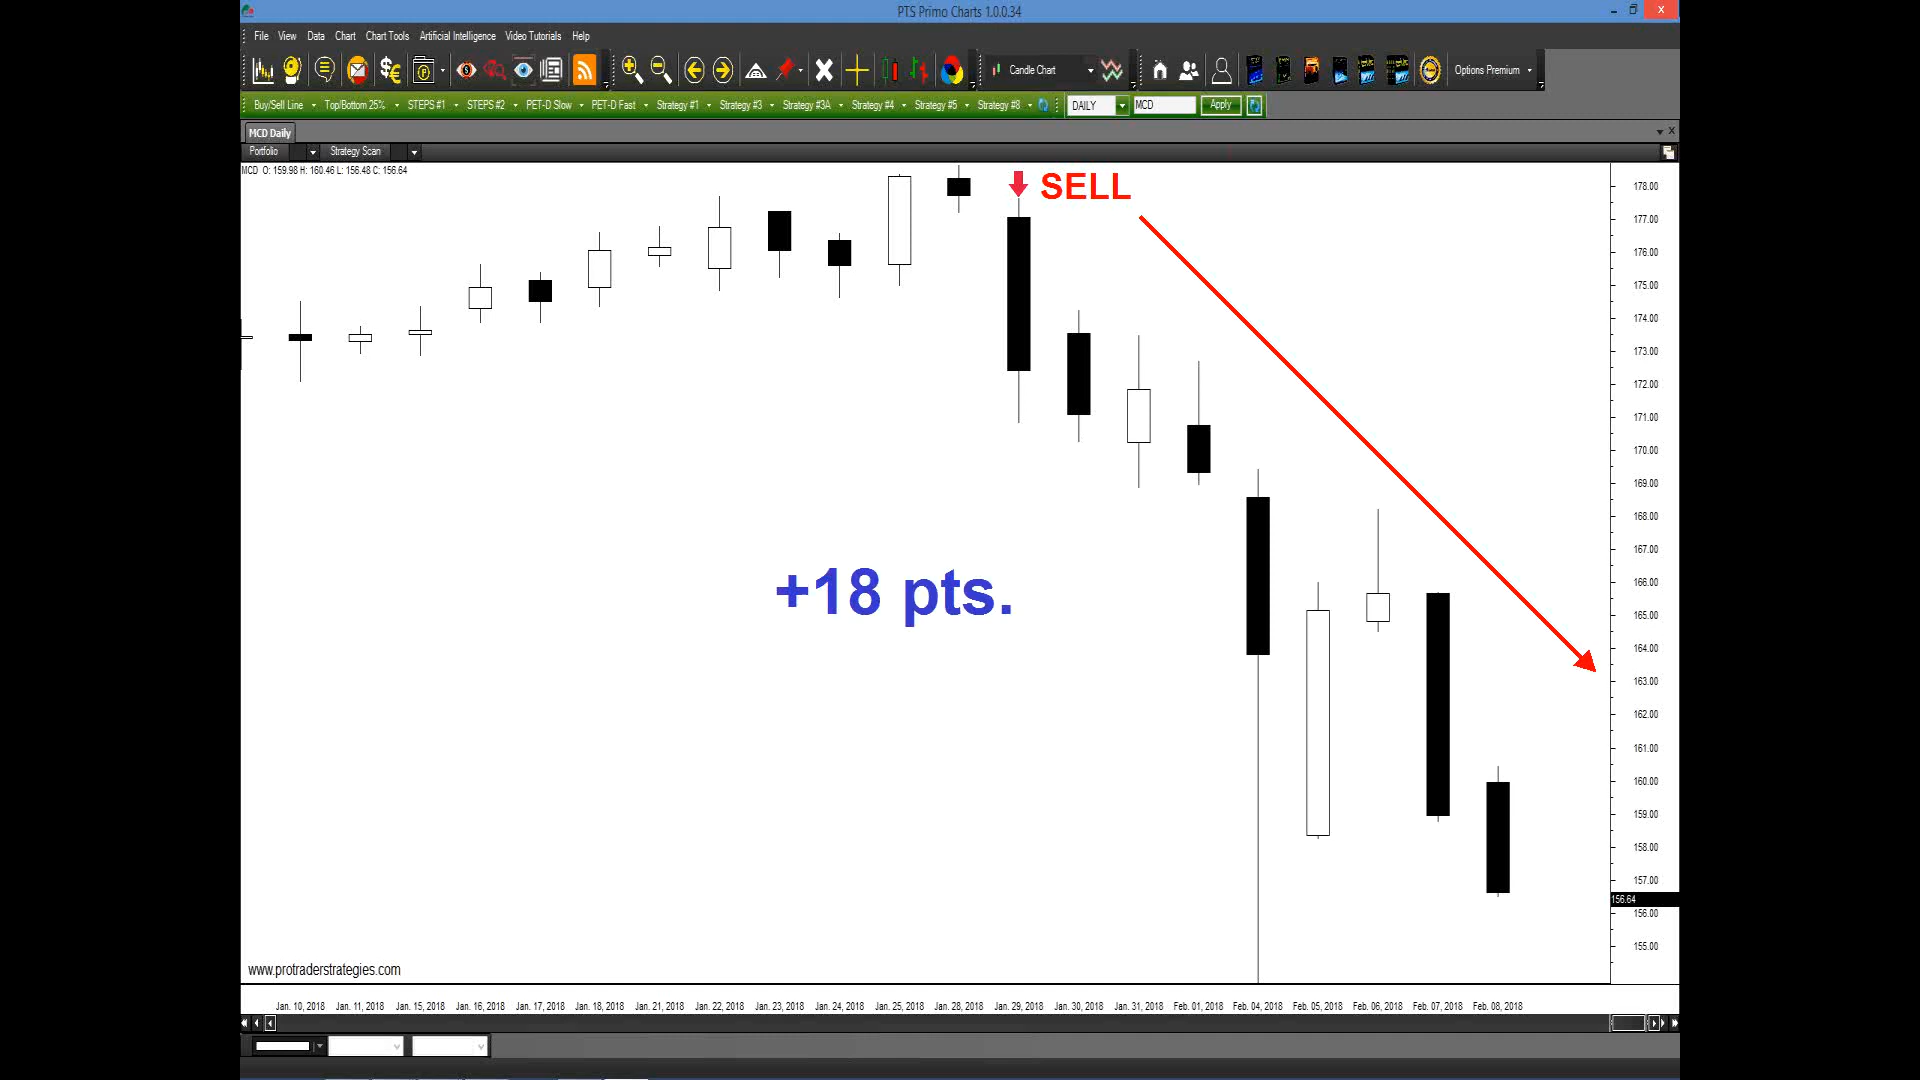 PTS Primo Charts 1.0.0.34
File View Data Chart Chart Tools Artificial Intelligence Video Tutorials Help
Candle Chart Options Premium
Buy/Sell Line Top/Bottom 25% STEPS #1 STEPS #2 PET-D Slow PET-D Fast Strategy #1 Strategy #3 Strategy #3A Strategy #4 Strategy #5 Strategy #8 DAILY MCD Apply
MCD Daily
Portfolio Strategy Scan
MCD O: 159.98 H: 160.46 L: 156.48 C: 156.64
SELL
178.00
177.00
176.00
175.00
174.00
173.00
172.00
171.00
170.00
169.00
168.00
167.00
166.00
+18 pts.
165.00
164.00
163.00
162.00
161.00
160.00
159.00
158.00
157.00
156.64
156.00
155.00
www.protraderstrategies.com
Jan. 10, 2018 Jan. 11, 2018 Jan. 15, 2018 Jan. 16, 2018 Jan. 17, 2018 Jan. 18, 2018 Jan. 21, 2018 Jan. 22, 2018 Jan. 23, 2018 Jan. 24, 2018 Jan. 25, 2018 Jan. 28, 2018 Jan. 29, 2018 Jan. 30, 2018 Jan. 31, 2018 Feb. 01, 2018 Feb. 04, 2018 Feb. 05, 2018 Feb. 06, 2018 Feb. 07, 2018 Feb. 08, 2018